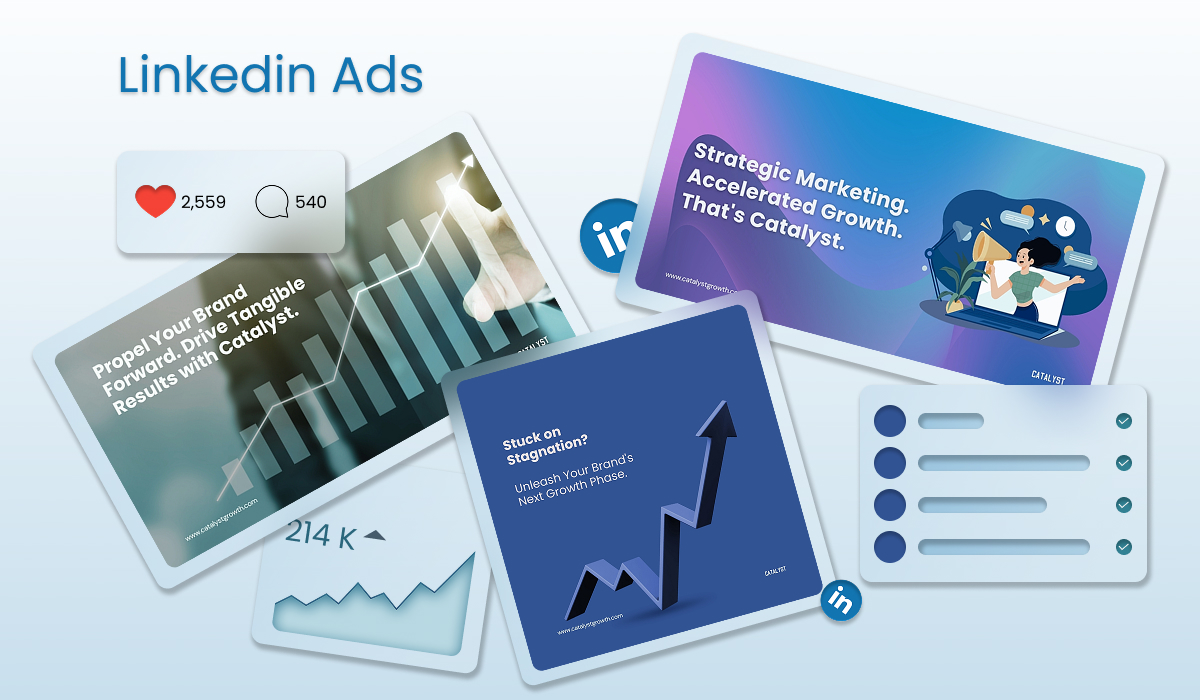 Linkedin Ads
2,559
540
Propel Your Brand
Forward. Drive Tangible
Results with Catalyst.
www.catalystgrowth.com
CATALYST
in
Strategic Marketing.
Accelerated Growth.
That's Catalyst.
www.catalystgrowth.com
CATALYST
214 K
Stuck on
Stagnation?
Unleash Your Brand's
Next Growth Phase.
www.catalystgrowth.com
CATALYST
in